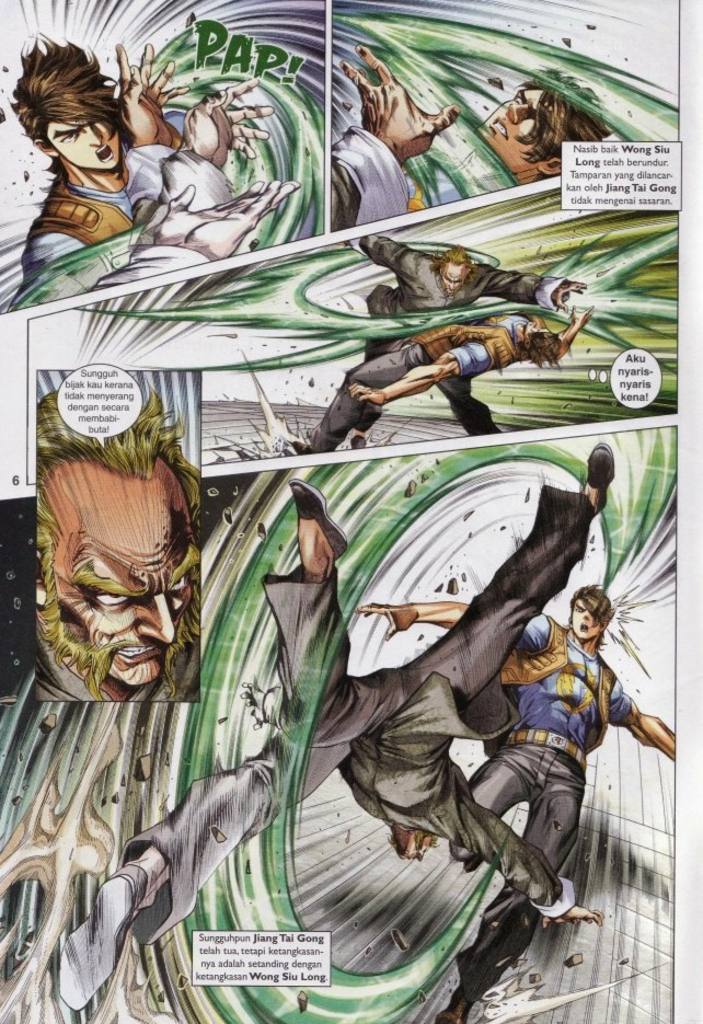 PAP!
Nasib baik Wong Siu
Long telah berundur.
Tamparan yang dilancar-
kan oleh Jiang Tai Gong
tidak mengenai sasaran.
Aku
nyaris-
nyaris
kena!
Sungguh
bijak kau kerana
tidak menyerang
dengan secara
membabi-
buta!
6
Sungguhpun Jiang Tai Gong
telah tua, tetapi ketangkasan-
nya adalah setanding dengan
ketangkasan Wong Siu Long.